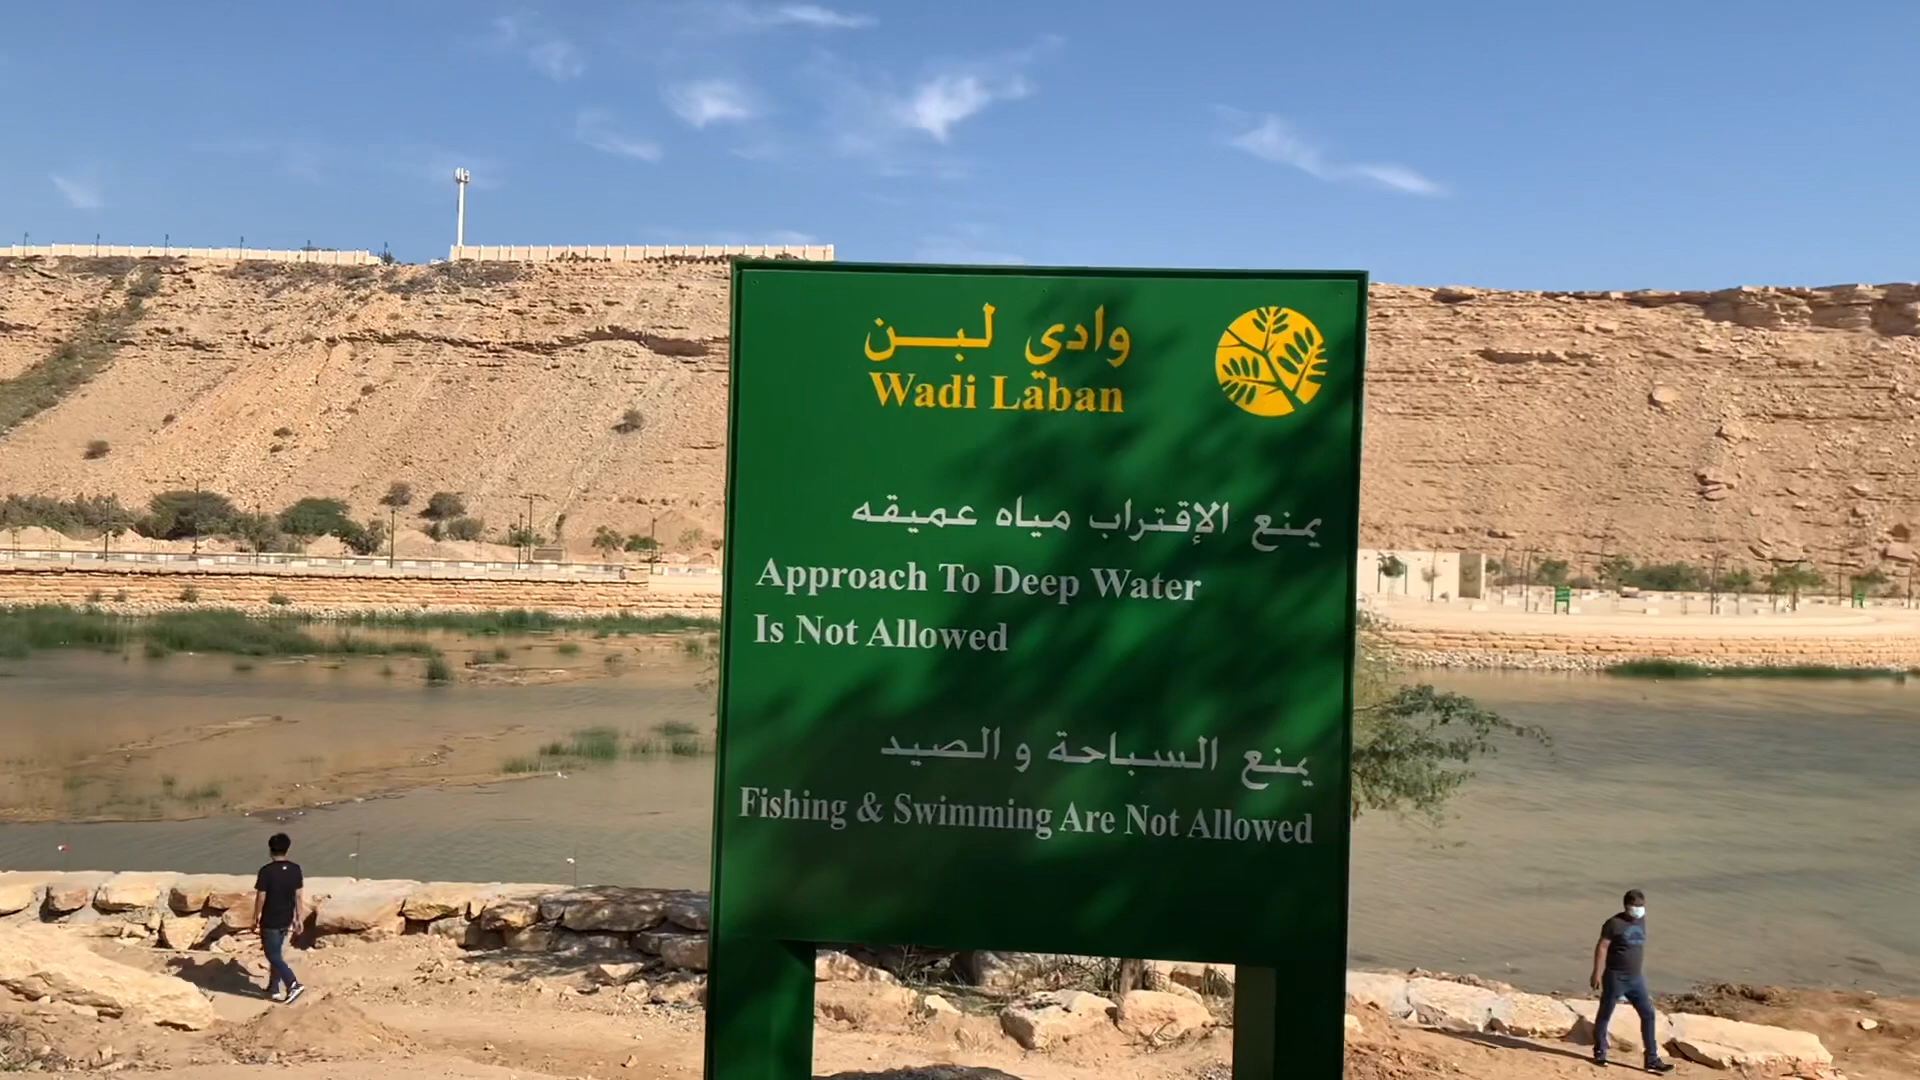 وادي لبن
Wadi Laban
يمنع الإقتراب مياه عميقه
Approach To Deep Water
Is Not Allowed
يمنع السباحة و الصيد
Fishing & Swimming Are Not Allowed